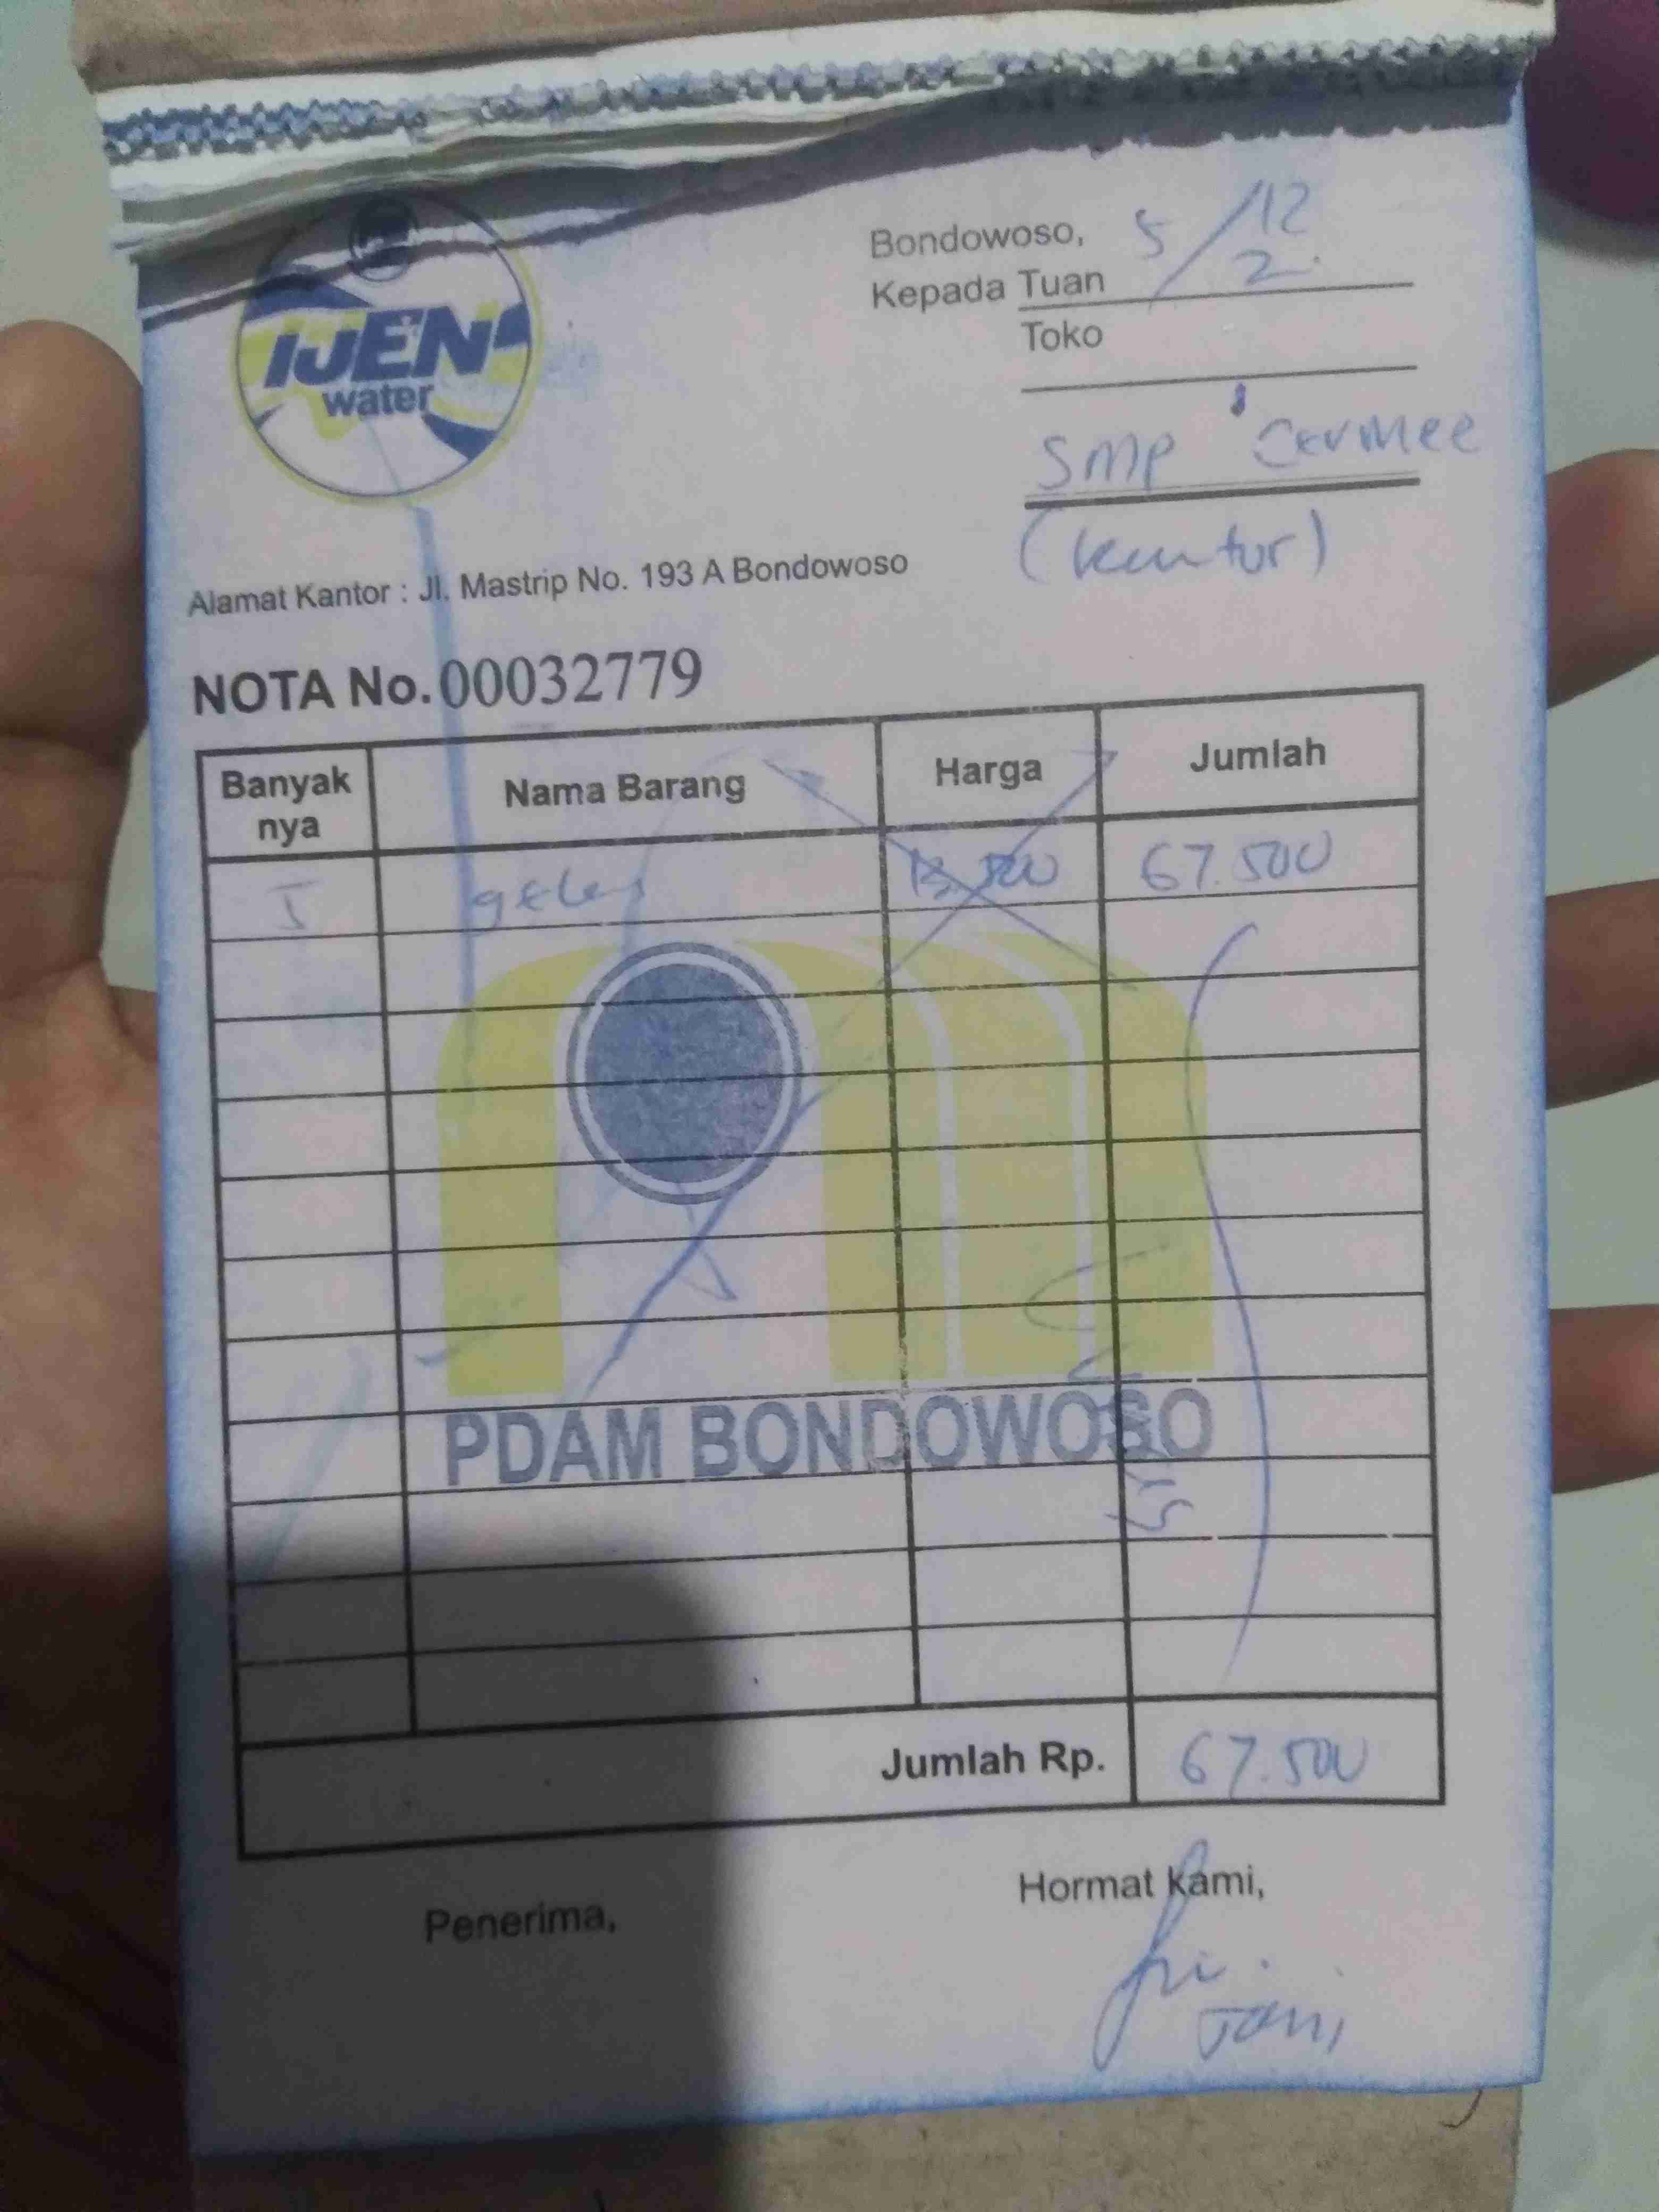 IJEN
water
Bondowoso, 5/12
2
Kepada Tuan
Toko
SMP Cermee
(kantor)
Alamat Kantor : Jl. Mastrip No. 193 A Bondowoso
NOTA No. 00032779
Banyak nya Nama Barang Harga Jumlah
5 gelas 13.500 67.500
PDAM BONDOWOSO
Jumlah Rp. 67.500
Penerima, Hormat kami,